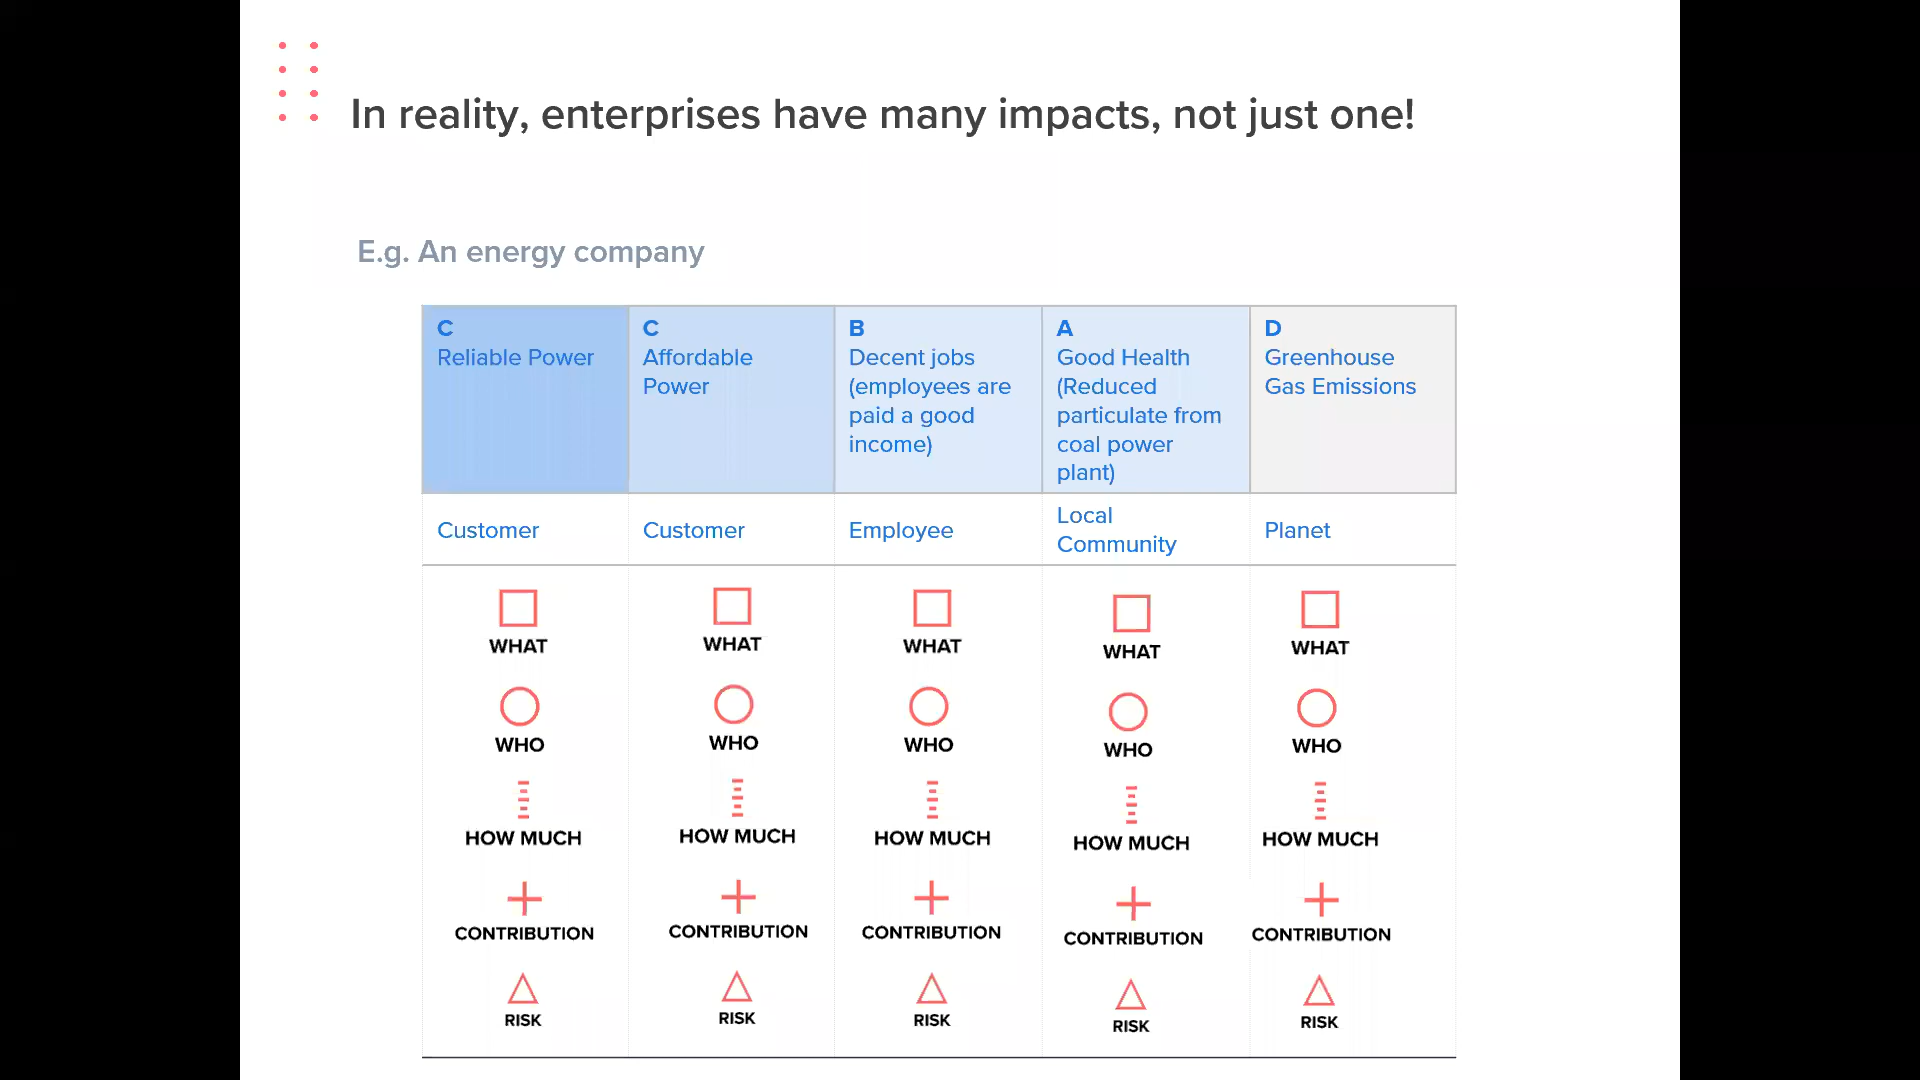 In reality, enterprises have many impacts, not just one!
E.g. An energy company
C
Reliable Power
C
Affordable
Power
B
Decent jobs
(employees are
paid a good
income)
A
Good Health
(Reduced
particulate from
coal power
plant)
D
Greenhouse
Gas Emissions
Customer
Customer
Employee
Local
Community
Planet
WHAT
WHAT
WHAT
WHAT
WHAT
WHO
WHO
WHO
WHO
WHO
HOW MUCH
HOW MUCH
HOW MUCH
HOW MUCH
HOW MUCH
CONTRIBUTION
CONTRIBUTION
CONTRIBUTION
CONTRIBUTION
CONTRIBUTION
RISK
RISK
RISK
RISK
RISK